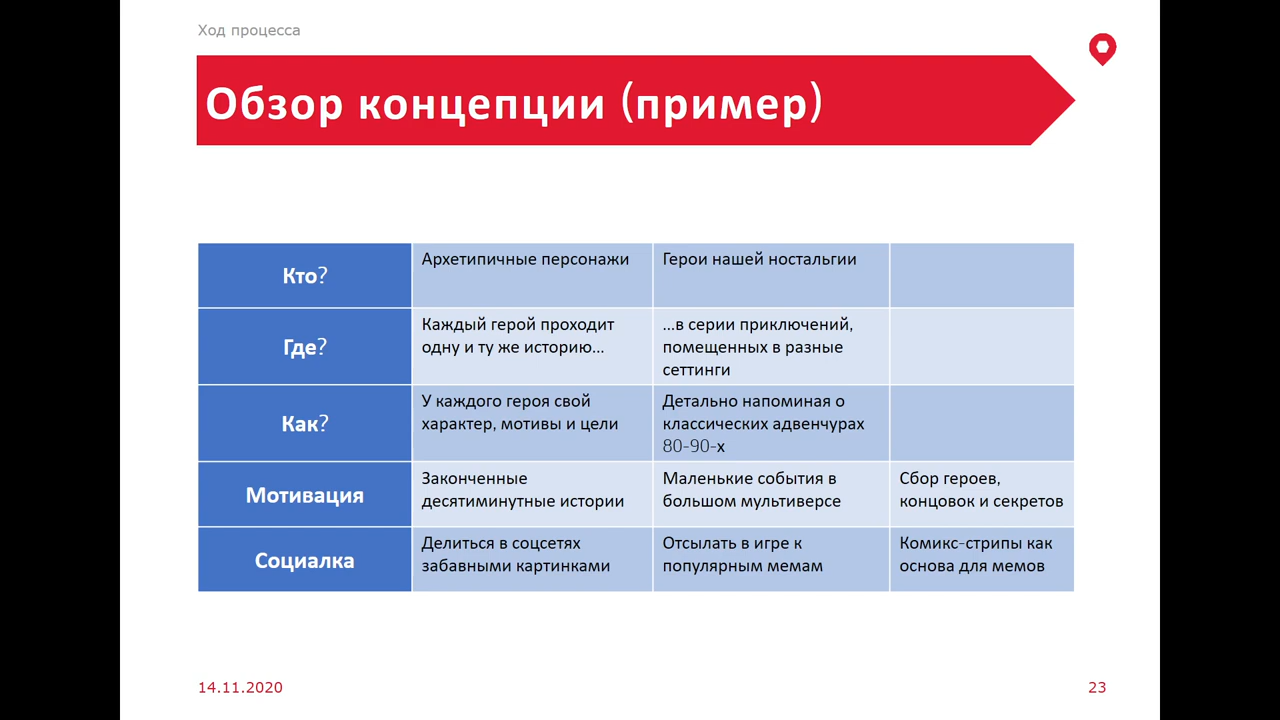 Ход процесса
Обзор концепции (пример)
Кто?
Архетипичные персонажи
Герои нашей ностальгии
Где?
Каждый герой проходит
одну и ту же историю...
...в серии приключений,
помещенных в разные
сеттинги
Как?
У каждого героя свой
характер, мотивы и цели
Детально напоминая о
классических адвенчурах
80-90-х
Мотивация
Законченные
десятиминутные истории
Маленькие события в
большом мультиверсе
Сбор героев,
концовок и секретов
Социалка
Делиться в соцсетях
забавными картинками
Отсылать в игре к
популярным мемам
Комикс-стрипы как
основа для мемов
14.11.2020
23